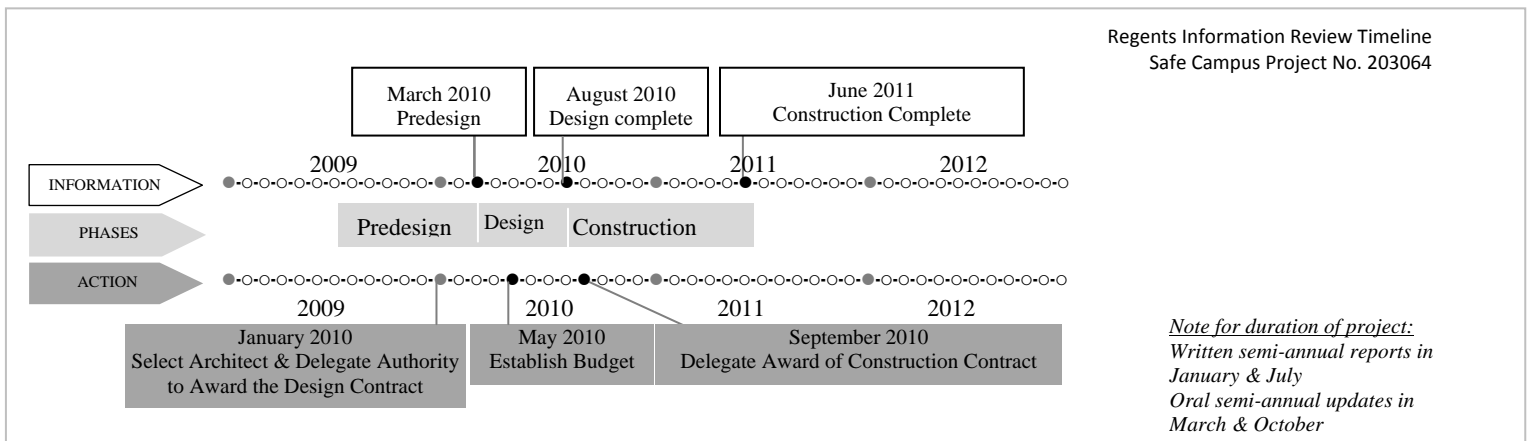 Regents Information Review Timeline
Safe Campus Project No. 203064
March 2010
Predesign
August 2010
Design complete
June 2011
Construction Complete
2009
2010
2011
2012
INFORMATION
PHASES
Predesign
Design
Construction
ACTION
2009
2010
2011
2012
January 2010
Select Architect & Delegate Authority
to Award the Design Contract
May 2010
Establish Budget
September 2010
Delegate Award of Construction Contract
Note for duration of project:
Written semi-annual reports in
January & July
Oral semi-annual updates in
March & October